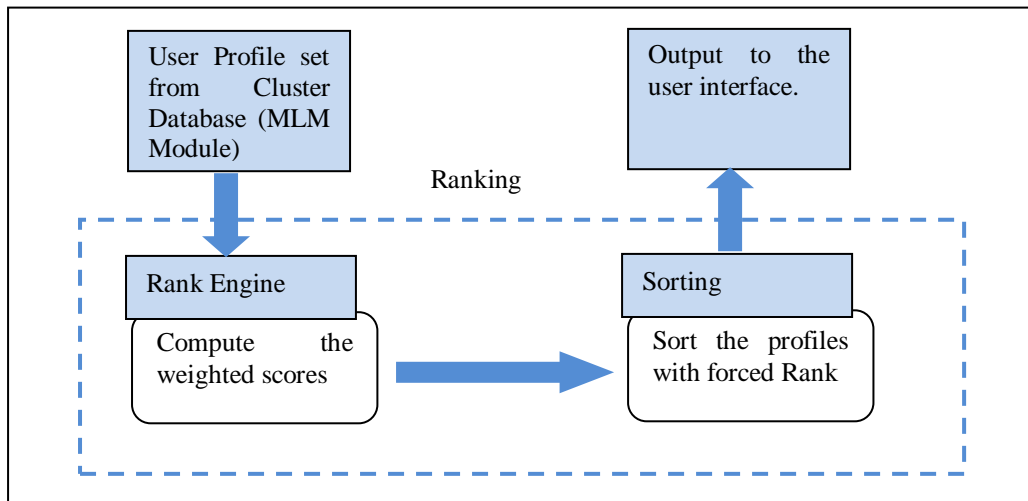 User Profile set
from Cluster
Database (MLM
Module)
Output to the
user interface.
Ranking
Rank Engine
Compute the
weighted scores
Sorting
Sort the profiles
with forced Rank